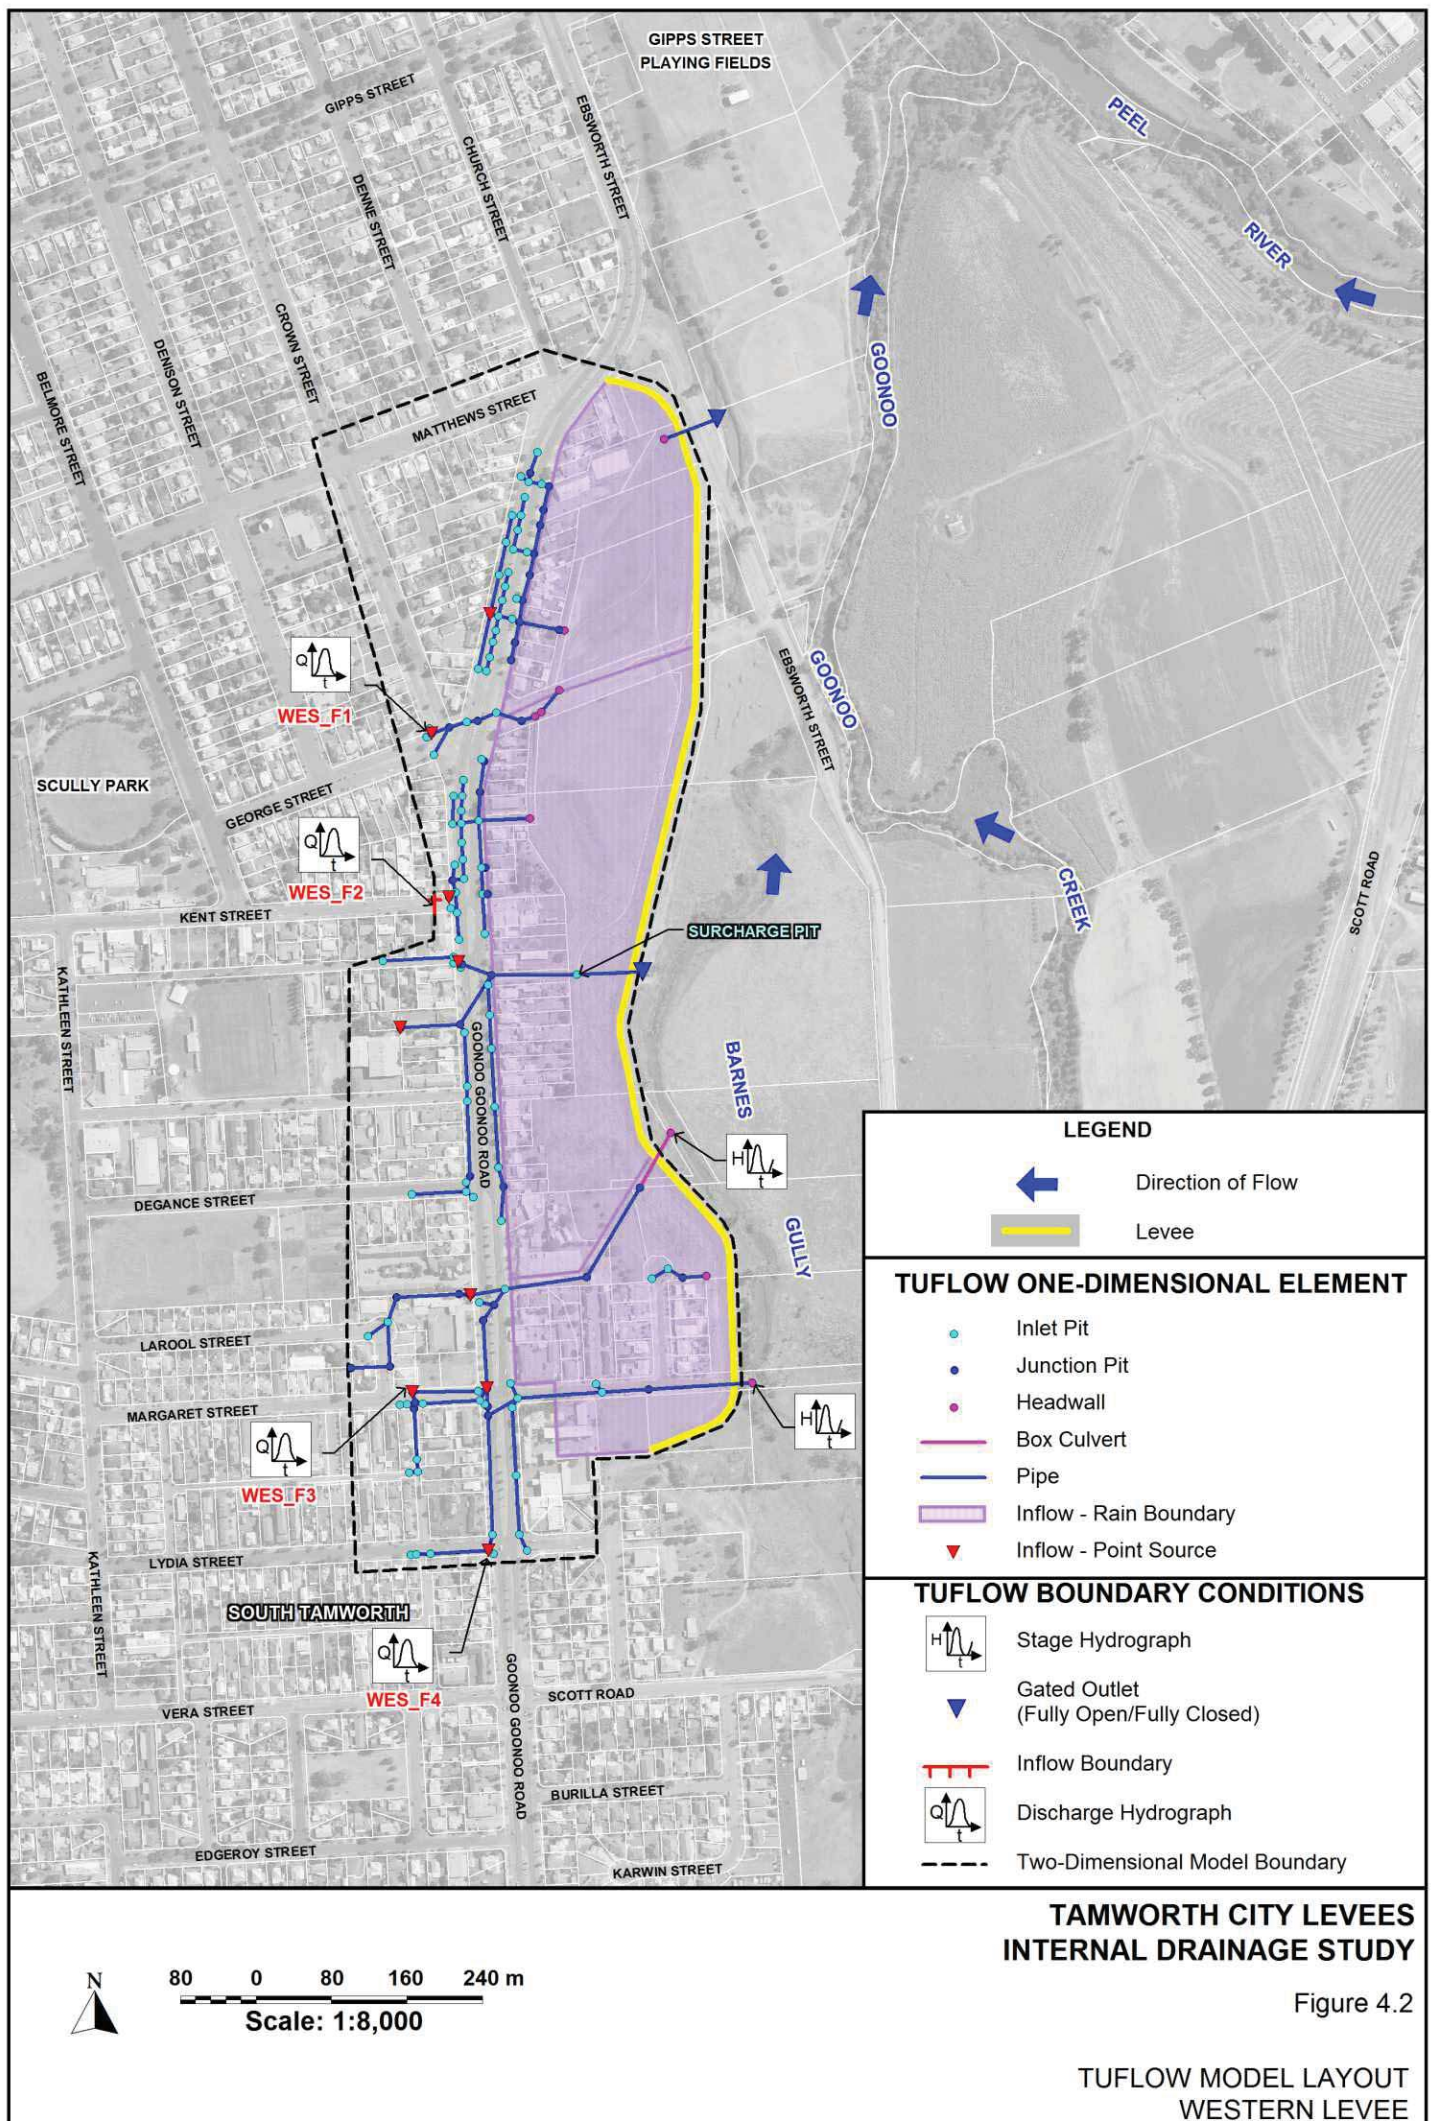 GIPPS STREET
PLAYING FIELDS
GIPPS STREET
EBSWORTH STREET
CHURCH STREET
DENNE STREET
PEEL
RIVER
CROWN STREET
DENISON STREET
BELMORE STREET
MATTHEWS STREET
GOONOO
GOONOO
EBSWORTH STREET
Q
t
WES_F1
SCULLY PARK
GEORGE STREET
Q
t
WES_F2
KENT STREET
CREEK
SCOTT ROAD
SURCHARGE PIT
KATHLEEN STREET
GOONOO GOONOO ROAD
BARNES
GULLY
H
t
DEGANCE STREET
LAROOL STREET
MARGARET STREET
H
t
Q
t
WES_F3
LYDIA STREET
KATHLEEN STREET
SOUTH TAMWORTH
Q
t
WES_F4
GOONOO GOONOO ROAD
SCOTT ROAD
VERA STREET
BURILLA STREET
EDGEROY STREET
KARWIN STREET
LEGEND
Direction of Flow
Levee
TUFLOW ONE-DIMENSIONAL ELEMENT
Inlet Pit
Junction Pit
Headwall
Box Culvert
Pipe
Inflow - Rain Boundary
Inflow - Point Source
TUFLOW BOUNDARY CONDITIONS
H
t
Stage Hydrograph
Gated Outlet
(Fully Open/Fully Closed)
Inflow Boundary
Q
t
Discharge Hydrograph
Two-Dimensional Model Boundary
N
80 0 80 160 240 m
Scale: 1:8,000
TAMWORTH CITY LEVEES
INTERNAL DRAINAGE STUDY
Figure 4.2
TUFLOW MODEL LAYOUT
WESTERN LEVEE